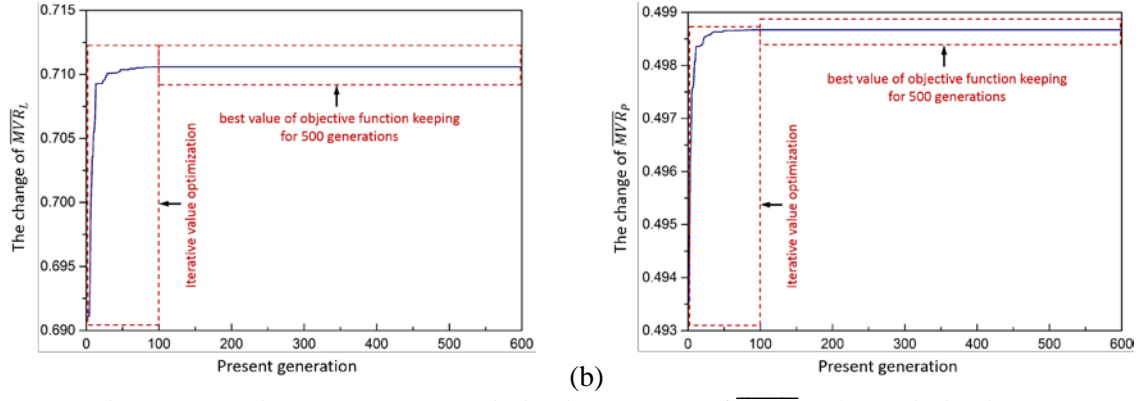 0.715
0.710
0.705
0.700
0.695
0.690
The change of MVR_L
best value of objective function keeping
for 500 generations
Iterative value optimization
0 100 200 300 400 500 600
Present generation
(b)
0.499
0.498
0.497
0.496
0.495
0.494
0.493
The change of MVR_P
best value of objective function keeping
for 500 generations
Iterative value optimization
0 100 200 300 400 500 600
Present generation